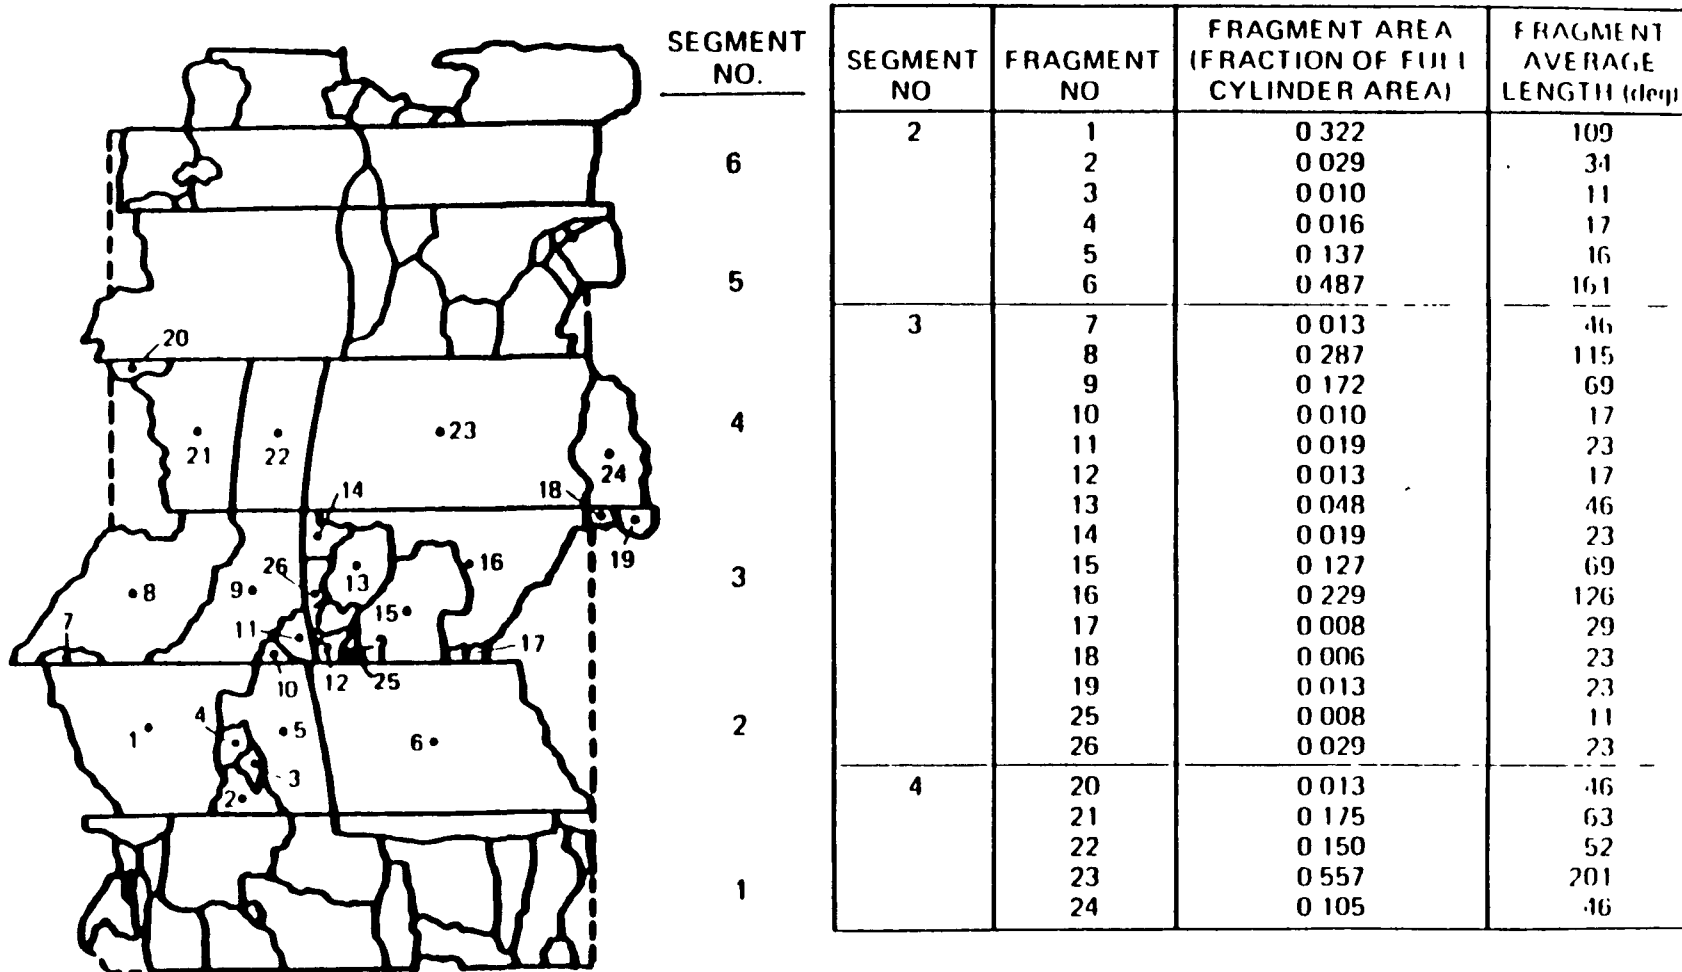 SEGMENT
NO.
6
5
4
3
2
1
20
21
22
23
24
14
18
19
26
13
16
8
9
7
11
15
17
10
12
25
4
1
5
6
3
2
SEGMENT NO	FRAGMENT NO	FRAGMENT AREA (FRACTION OF FULL CYLINDER AREA)	FRAGMENT AVERAGE LENGTH (deg)
2	1	0 322	109
2	0 029	34
3	0 010	11
4	0 016	17
5	0 137	16
6	0 487	161
3	7	0 013	46
8	0 287	115
9	0 172	69
10	0 010	17
11	0 019	23
12	0 013	17
13	0 048	46
14	0 019	23
15	0 127	69
16	0 229	126
17	0 008	29
18	0 006	23
19	0 013	23
25	0 008	11
26	0 029	23
4	20	0 013	46
21	0 175	63
22	0 150	52
23	0 557	201
24	0 105	46